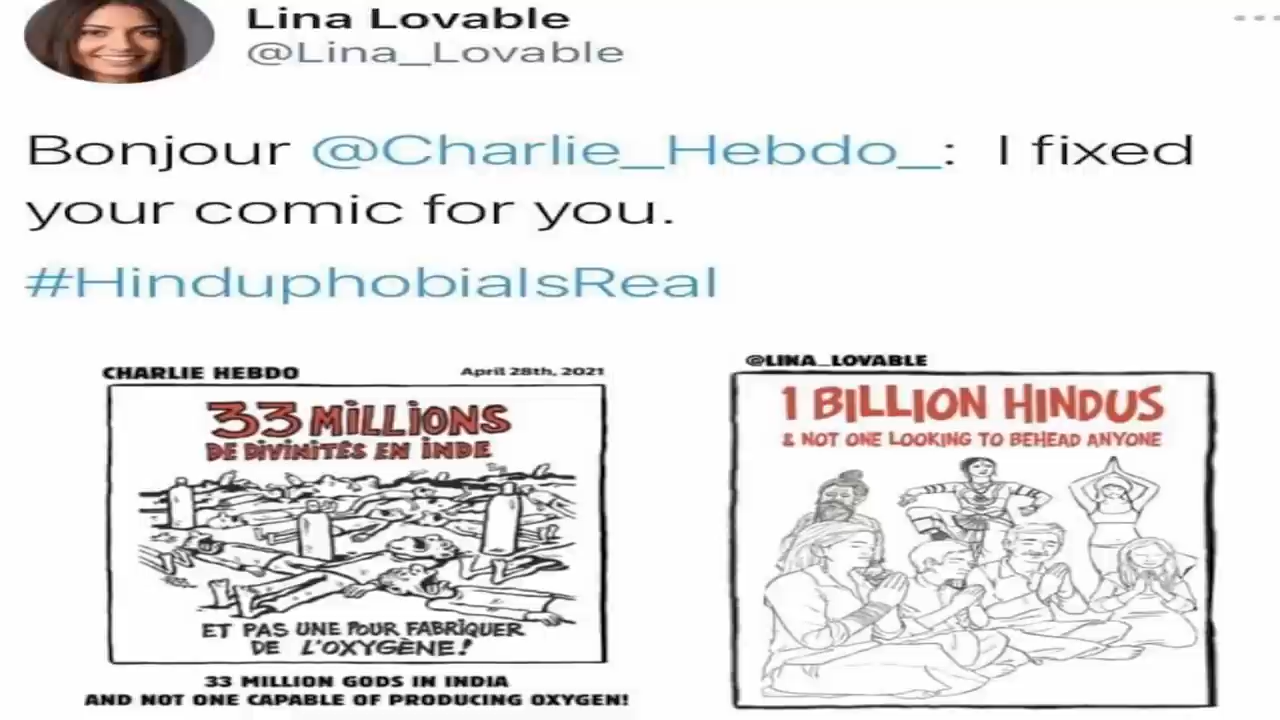 Lina Lovable
@Lina_Lovable
Bonjour @Charlie_Hebdo_: I fixed
your comic for you.
#HinduphobiaIsReal
CHARLIE HEBDO April 28th, 2021
33 MILLIONS
DE DIVINITÉS EN INDE
ET PAS UNE POUR FABRIQUER
DE L'OXYGÈNE!
33 MILLION GODS IN INDIA
AND NOT ONE CAPABLE OF PRODUCING OXYGEN!
@LINA_LOVABLE
1 BILLION HINDUS
& NOT ONE LOOKING TO BEHEAD ANYONE